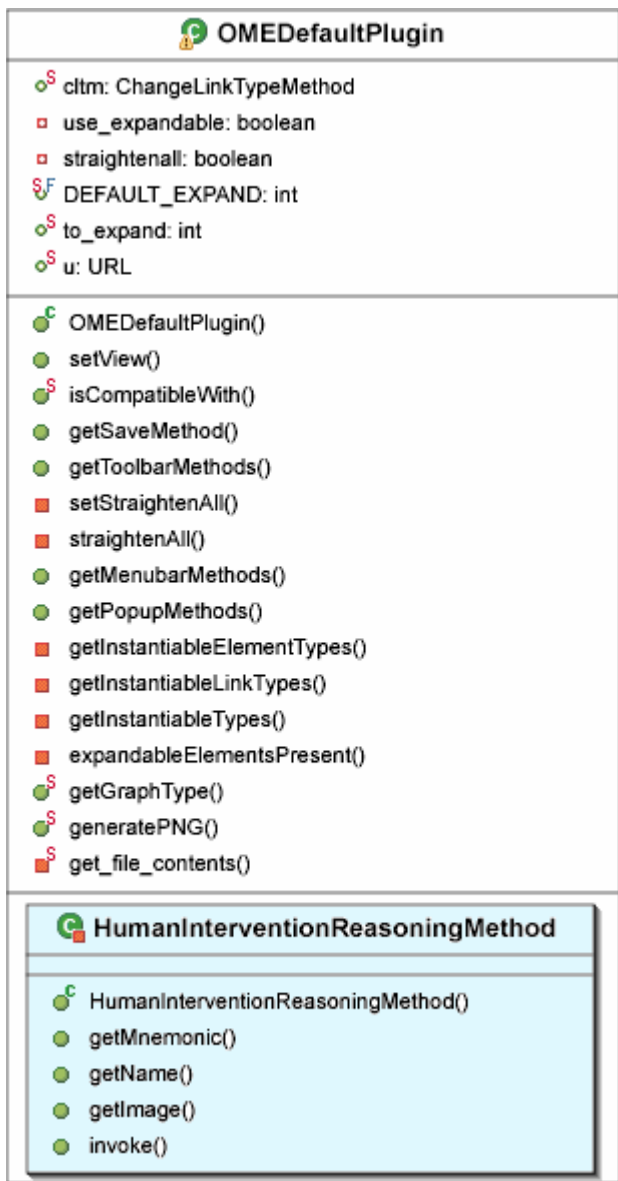 OMEDefaultPlugin
cltm: ChangeLinkTypeMethod
use_expandable: boolean
straightenall: boolean
DEFAULT_EXPAND: int
to_expand: int
u: URL
OMEDefaultPlugin()
setView()
isCompatibleWith()
getSaveMethod()
getToolbarMethods()
setStraightenAll()
straightenAll()
getMenubarMethods()
getPopupMethods()
getInstantiableElementTypes()
getInstantiableLinkTypes()
getInstantiableTypes()
expandableElementsPresent()
getGraphType()
generatePNG()
get_file_contents()
HumanInterventionReasoningMethod
HumanInterventionReasoningMethod()
getMnemonic()
getName()
getImage()
invoke()